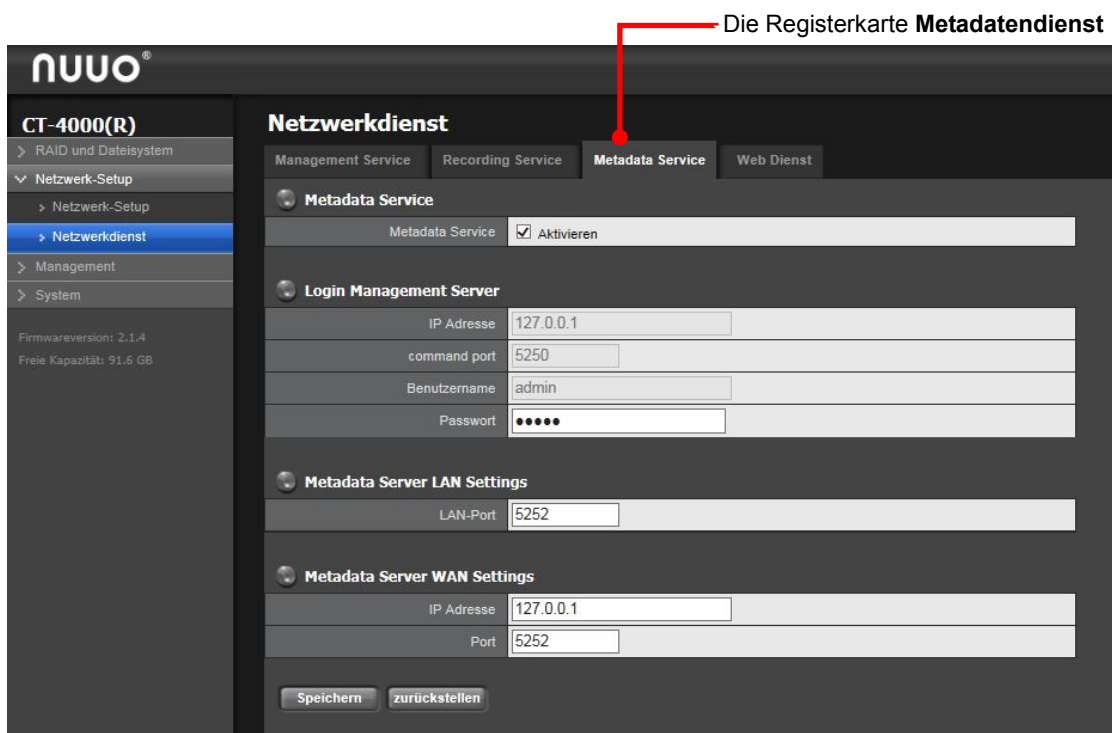 Die Registerkarte Metadatendienst
nuuo®
CT-4000(R)
RAID und Dateisystem
Netzwerk-Setup
Netzwerk-Setup
Netzwerkdienst
Management
System
Firmwareversion: 2.1.4
Freie Kapazität: 91.6 GB
Netzwerkdienst
Management Service Recording Service Metadata Service Web Dienst
Metadata Service
Metadata Service Aktivieren
Login Management Server
IP Adresse 127.0.0.1
command port 5250
Benutzername admin
Passwort •••••
Metadata Server LAN Settings
LAN-Port 5252
Metadata Server WAN Settings
IP Adresse 127.0.0.1
Port 5252
Speichern zurückstellen